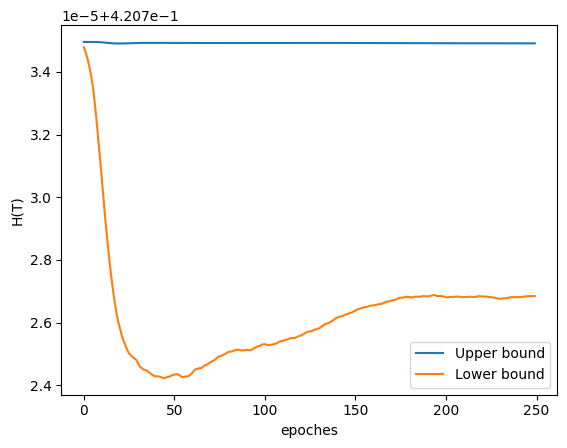 1e-5+4.207e-1
3.4
3.2
3.0
2.8
2.6
2.4
H(T)
0
50
100
150
200
250
epoches
Upper bound
Lower bound